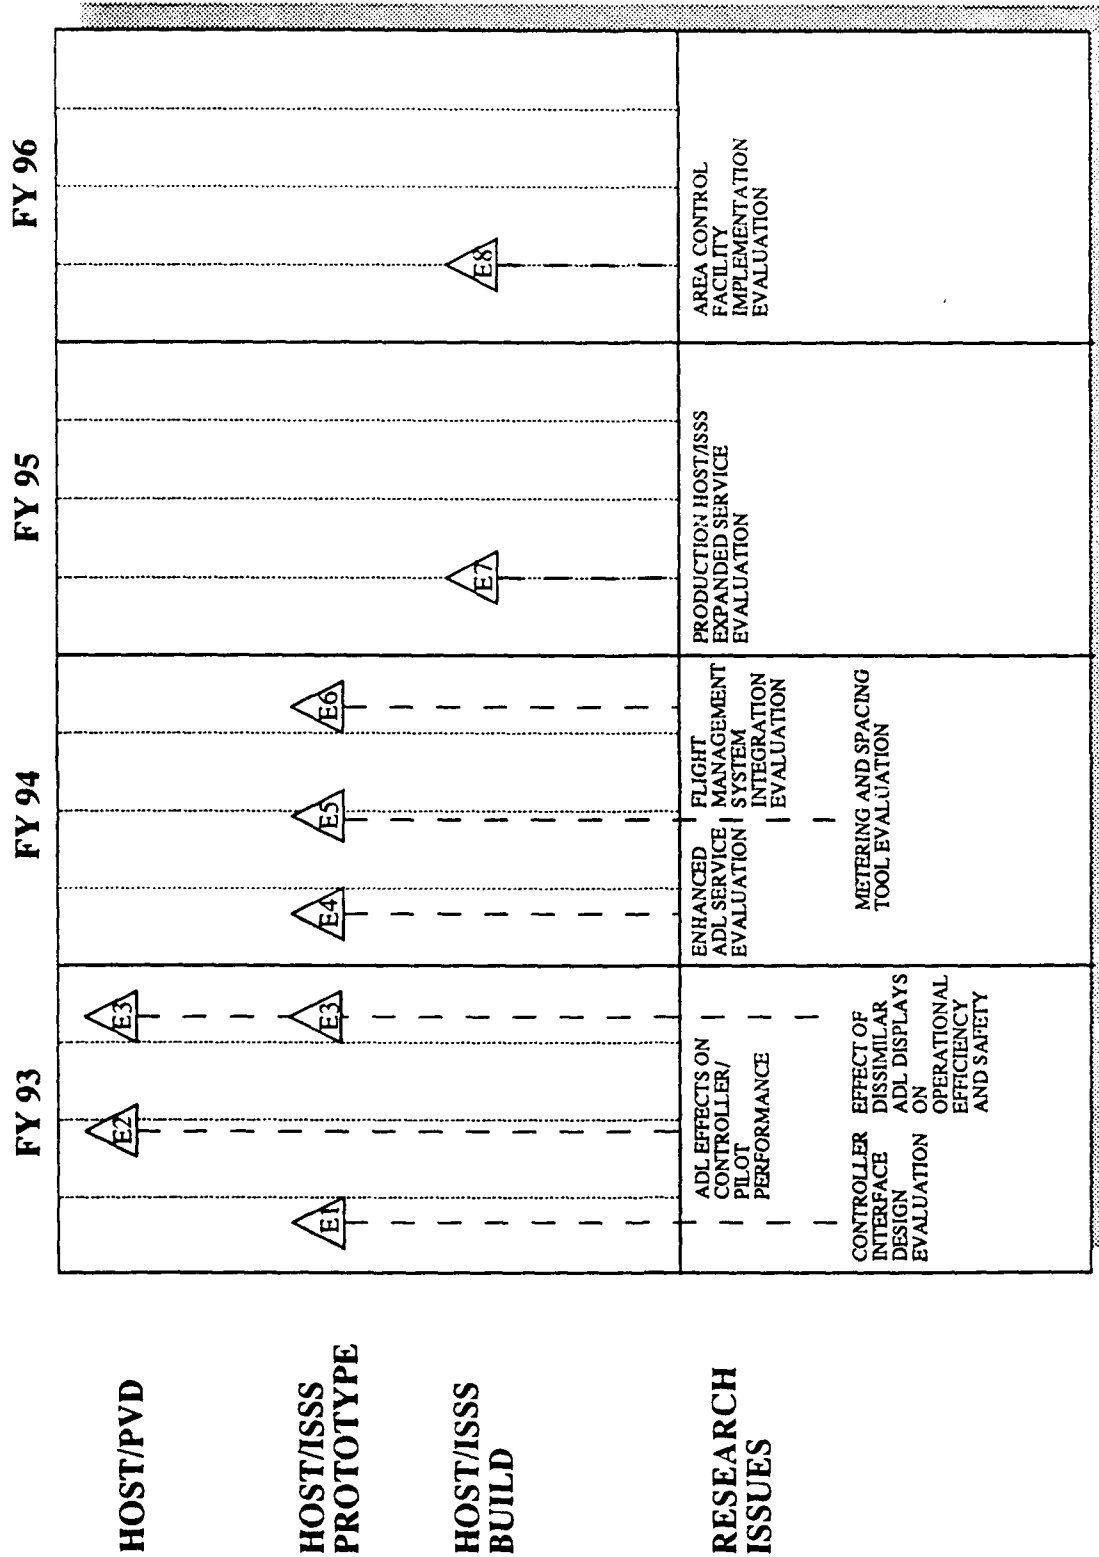 FY 93
FY 94
FY 95
FY 96
HOST/PVD
E2
E3
HOST/ISSS
PROTOTYPE
E1
E3
E4
E5
E6
HOST/ISSS
BUILD
E7
E8
RESEARCH
ISSUES
ADL EFFECTS ON
CONTROLLER/
PILOT
PERFORMANCE
ENHANCED
ADL SERVICE
EVALUATION
FLIGHT
MANAGEMENT
SYSTEM
INTEGRATION
EVALUATION
PRODUCTION HOST/ISSS
EXPANDED SERVICE
EVALUATION
AREA CONTROL
FACILITY
IMPLEMENTATION
EVALUATION
CONTROLLER
INTERFACE
DESIGN
EVALUATION
EFFECT OF
DISSIMILAR
ADL DISPLAYS
ON
OPERATIONAL
EFFICIENCY
AND SAFETY
METERING AND SPACING
TOOL EVALUATION